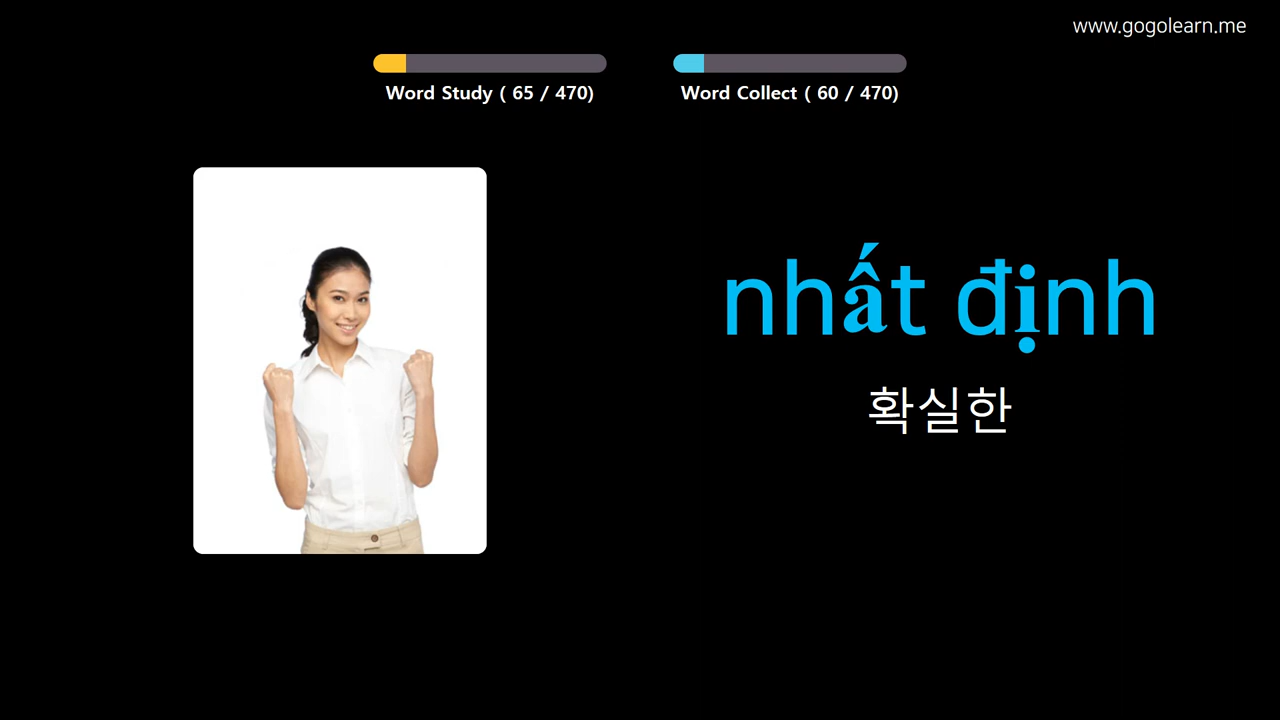 www.gogolearn.me
Word Study ( 65 / 470)
Word Collect ( 60 / 470)
nhất định
확실한